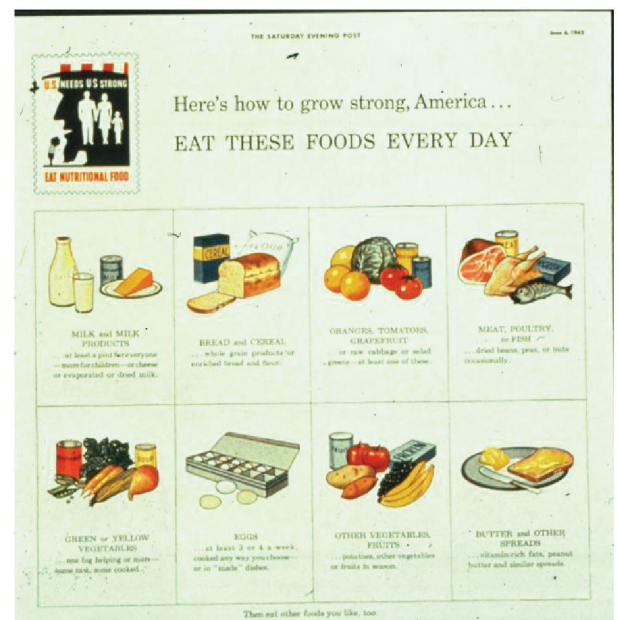 THE SATURDAY EVENING POST
June 6, 1942
U.S. NEEDS US STRONG
EAT NUTRITIONAL FOOD
Here's how to grow strong, America...
EAT THESE FOODS EVERY DAY
CEREAL
FLOUR
MEAT
MILK and MILK
PRODUCTS
...at least a pint for everyone
—more for children—or cheese
or evaporated or dried milk.
BREAD and CEREAL
...whole grain products or
enriched bread and flour.
ORANGES, TOMATOES,
GRAPEFRUIT
...or raw cabbage or salad
greens—at least one of these.
MEAT, POULTRY,
or FISH
...dried beans, peas, or nuts
occasionally.
GREEN or YELLOW
VEGETABLES
...one big helping or more—
some raw, some cooked.
EGGS
...at least 3 or 4 a week,
cooked any way you choose—
or in "made" dishes.
OTHER VEGETABLES,
FRUITS
...potatoes, other vegetables
or fruits in season.
BUTTER and OTHER
SPREADS
...vitamin-rich fats, peanut
butter and similar spreads.
Then eat other foods you like, too.